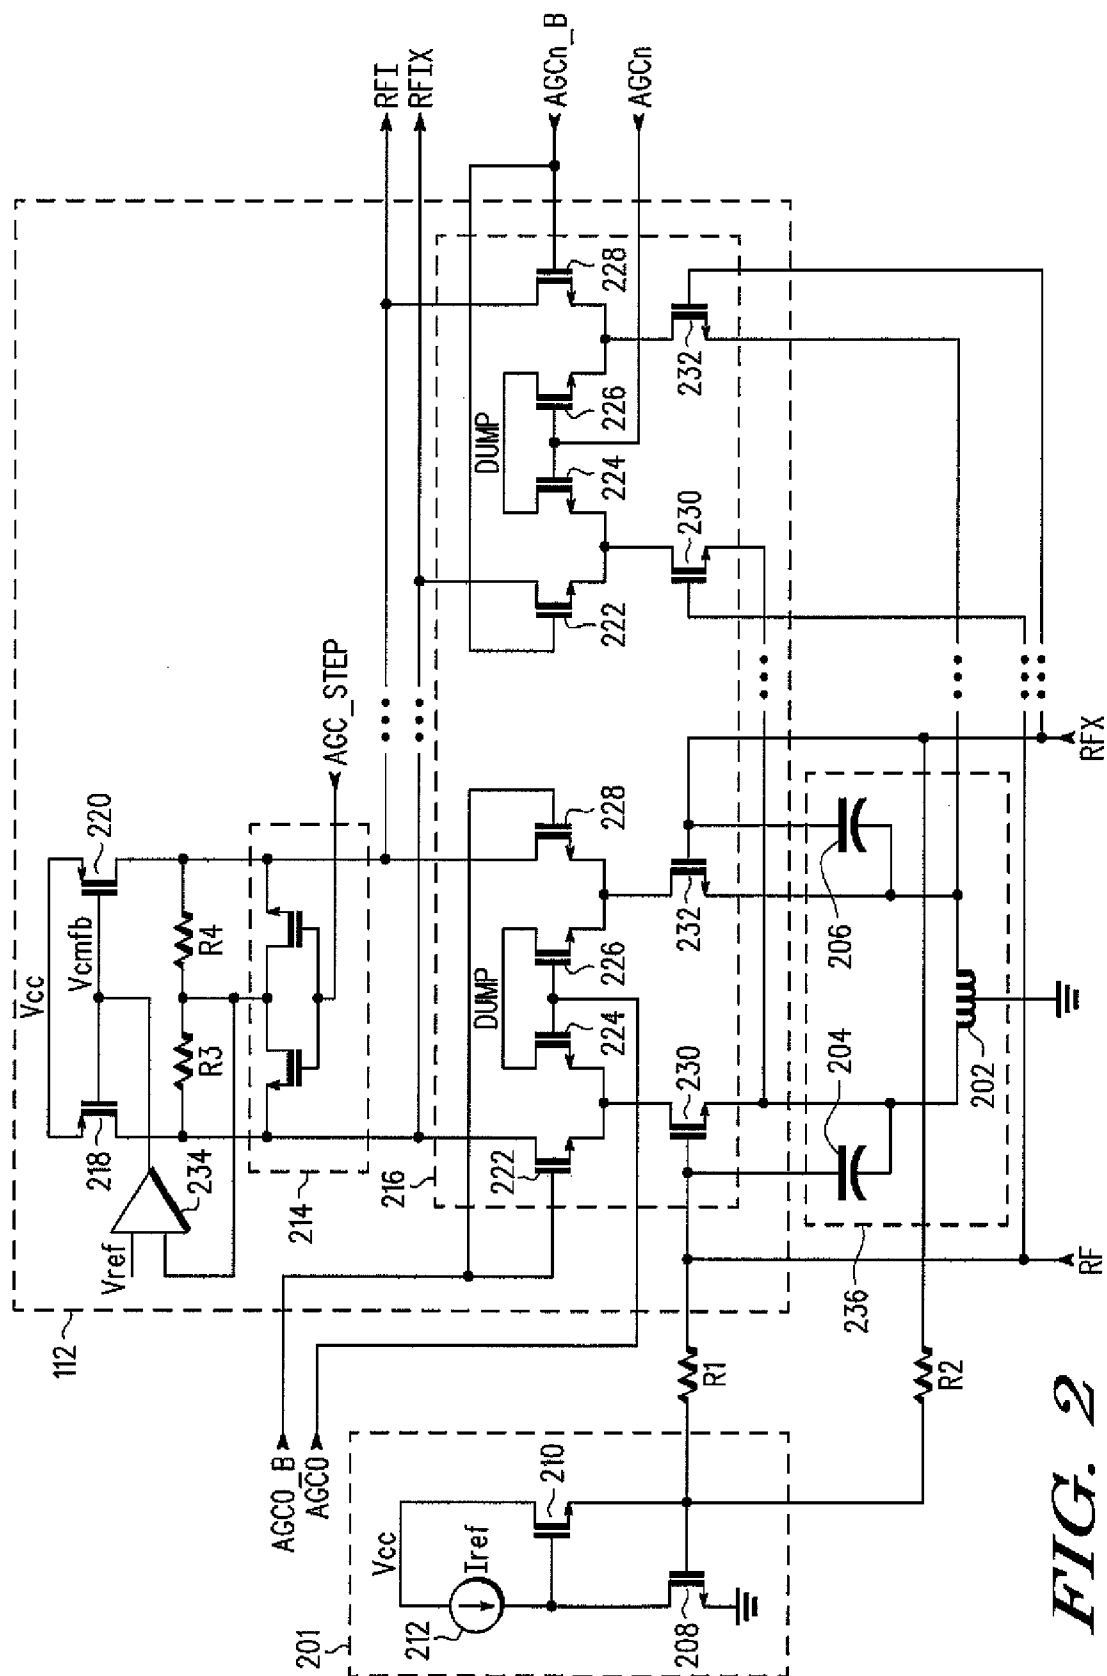 112
Vcc
218
220
Vcmfb
Vref
234
R3
R4
214
AGC_STEP
216
222
DUMP
224
226
228
230
232
RFI
RFIX
222
DUMP
224
226
228
230
232
AGCn_B
AGCn
AGC0_B
AGC0
201
Vcc
Iref
212
210
208
R1
R2
236
204
206
202
RF
RFX
FIG. 2